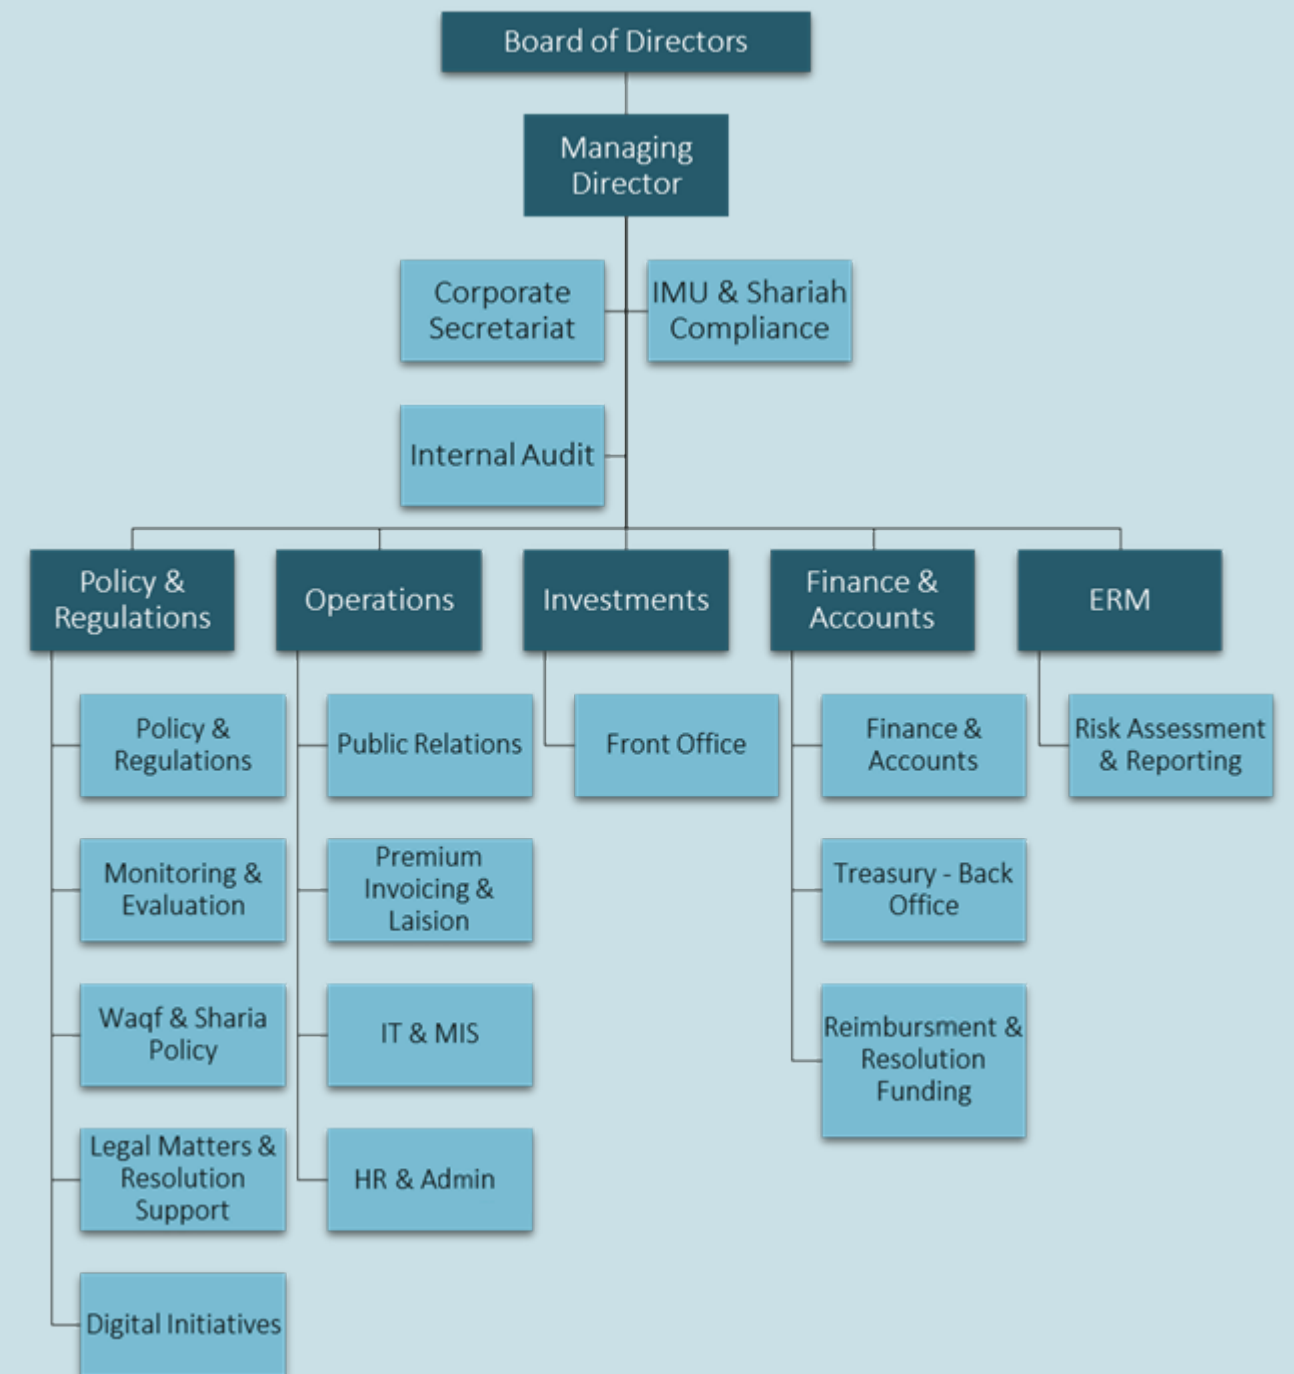 Board of Directors
Managing
Director
Corporate
Secretariat
IMU & Shariah
Compliance
Internal Audit
Policy &
Regulations
Operations
Investments
Finance &
Accounts
ERM
Policy &
Regulations
Monitoring &
Evaluation
Waqf & Sharia
Policy
Legal Matters &
Resolution
Support
Digital Initiatives
Public Relations
Premium
Invoicing &
Laision
IT & MIS
HR & Admin
Front Office
Finance &
Accounts
Treasury - Back
Office
Reimbursment &
Resolution
Funding
Risk Assessment
& Reporting